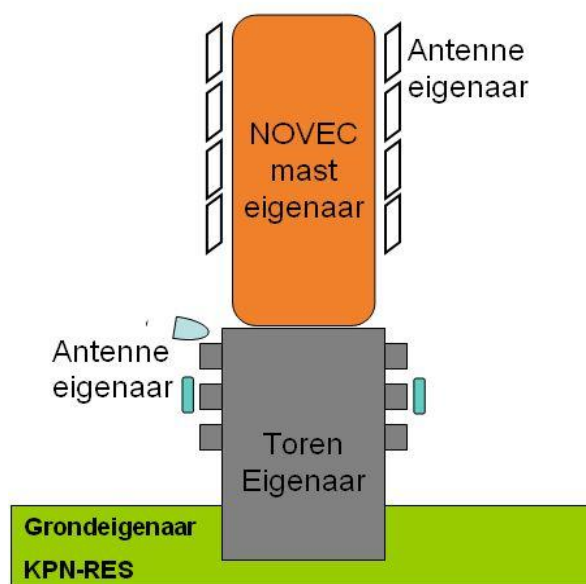 Antenne
eigenaar
NOVEC
mast
eigenaar
Antenne
eigenaar
Toren
Eigenaar
Grondeigenaar
KPN-RES